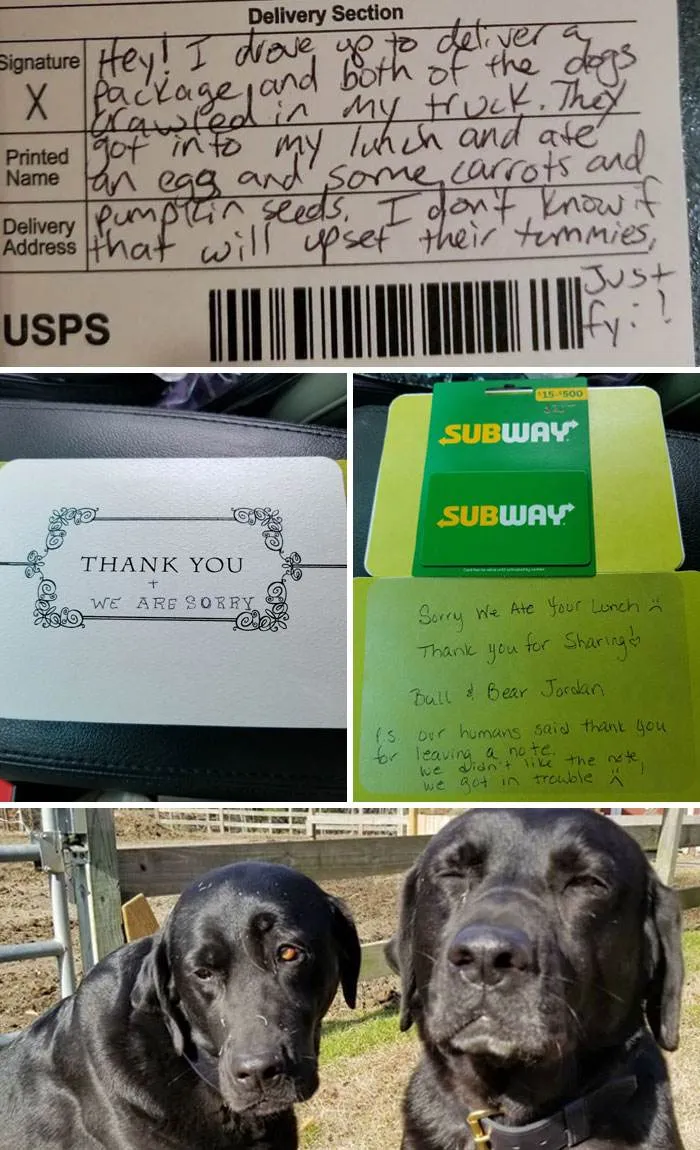 Delivery Section
Signature
X
Hey! I drove up to deliver a
package, and both of the dogs
crawled in my truck. They
Printed
Name
got into my lunch and ate
an egg and some carrots and
Delivery
Address
pumpkin seeds. I don't know if
that will upset their tummies,
Just
fyi!
USPS
THANK YOU
+
WE ARE SORRY
$15-$500
SUBWAY
SUBWAY
Sorry We Ate Your Lunch
Thank you for Sharing
Bull & Bear Jordan
P.S. our humans said thank you
for leaving a note.
we didn't like the note,
we got in trouble